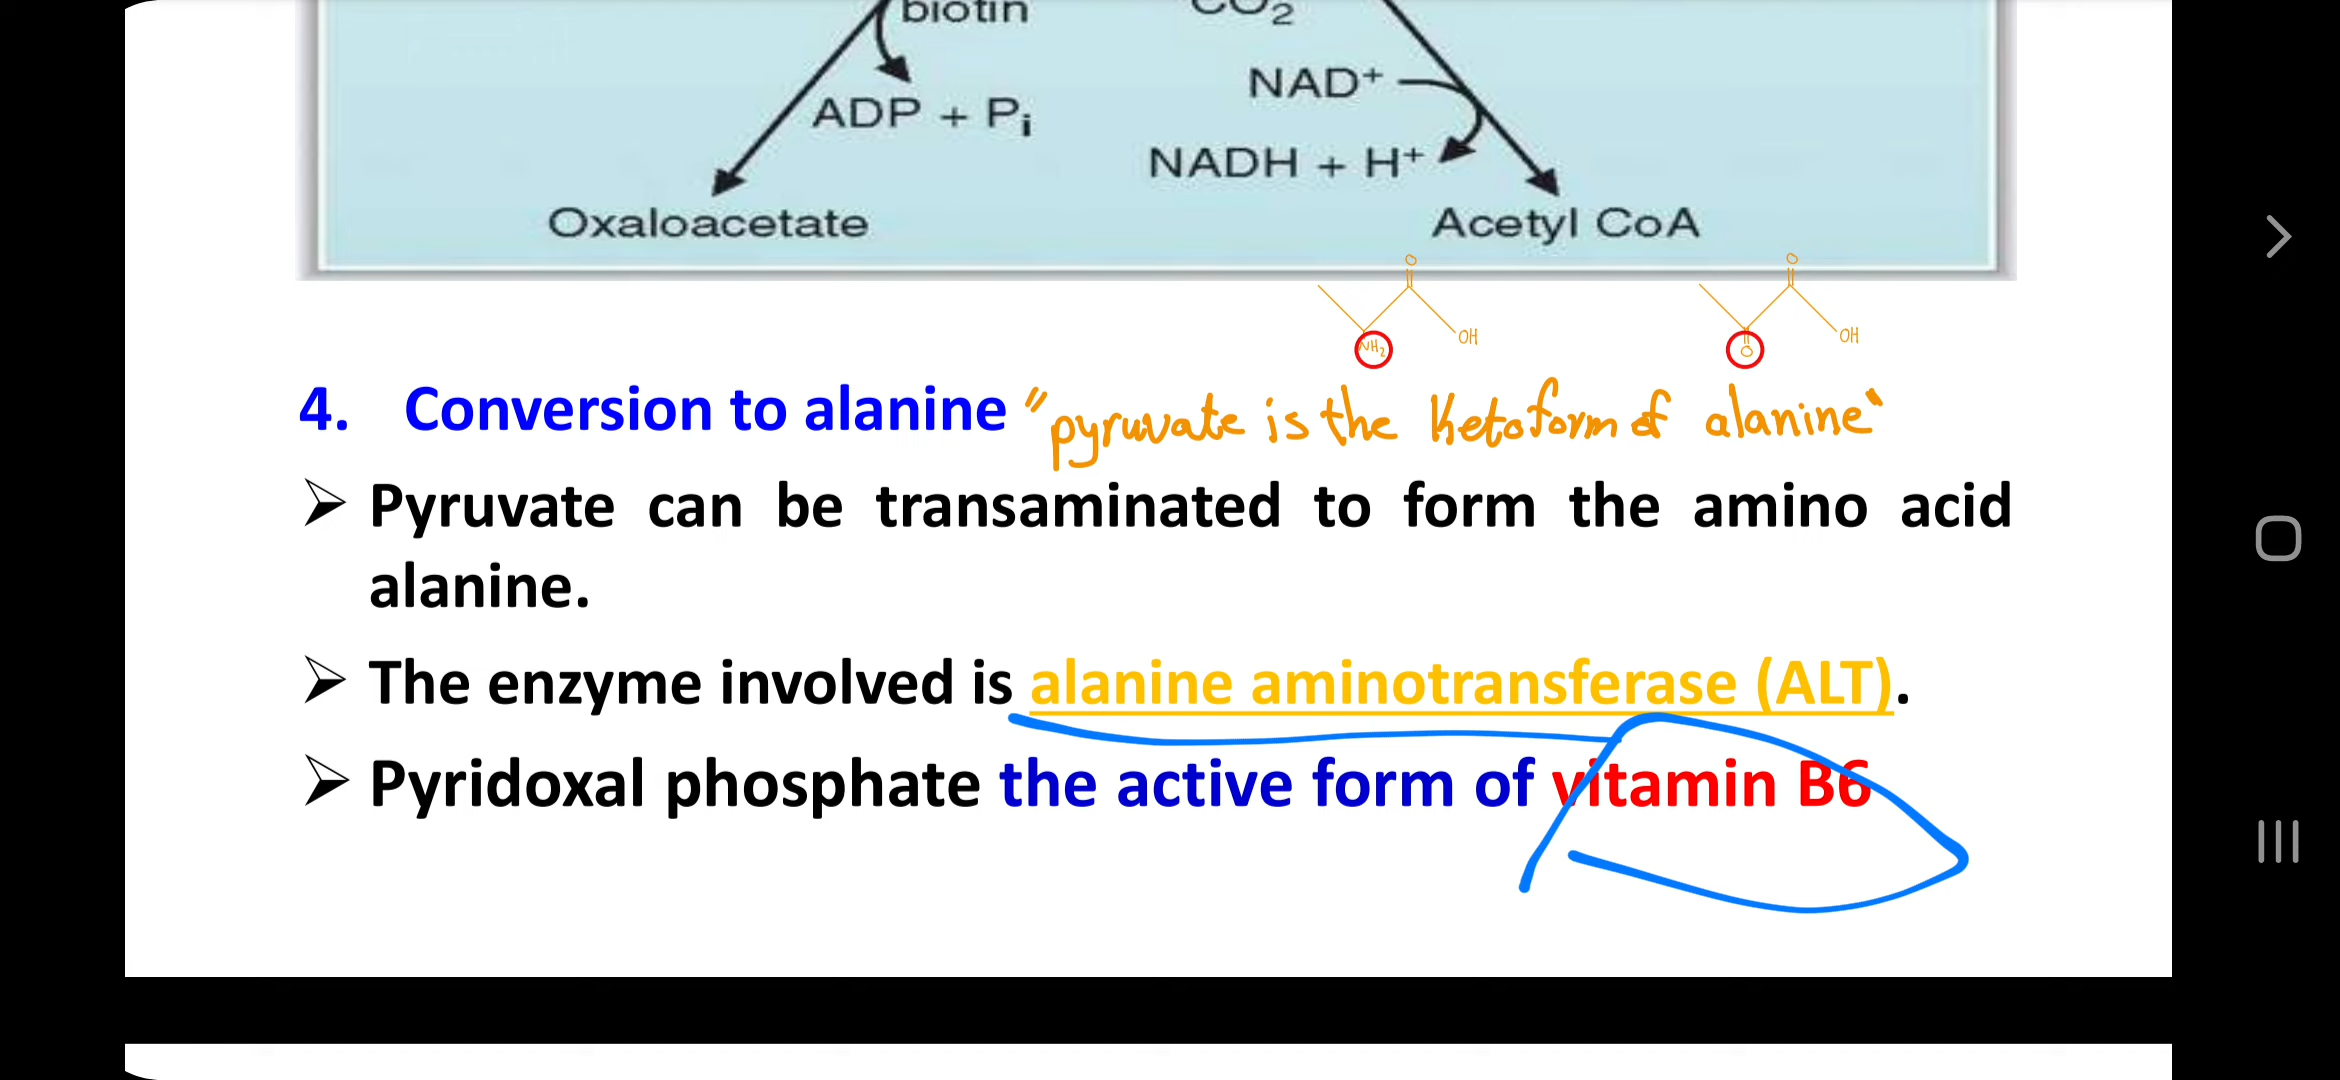 biotin
CO₂
NAD⁺
ADP + Pᵢ
NADH + H⁺
Oxaloacetate
Acetyl CoA
O
O
NH₂
OH
O
OH
4. Conversion to alanine "pyruvate is the Ketoform of alanine"
➢ Pyruvate can be transaminated to form the amino acid
alanine.
➢ The enzyme involved is alanine aminotransferase (ALT).
➢ Pyridoxal phosphate the active form of vitamin B6